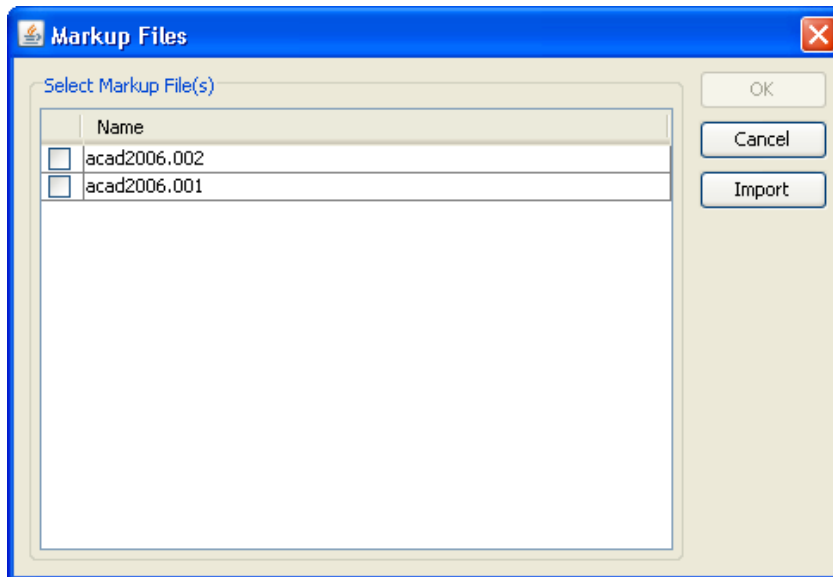 Markup Files
Select Markup File(s)
OK
Name
Cancel
acad2006.002
acad2006.001
Import